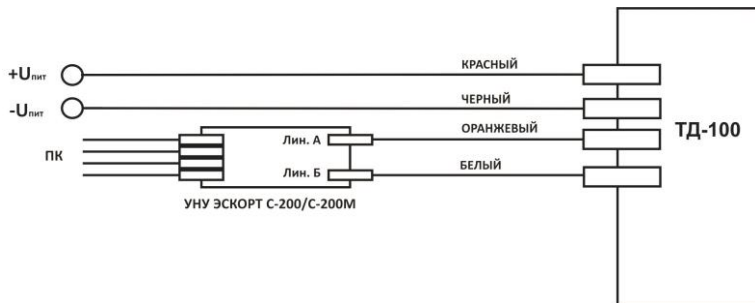 +Uпит
КРАСНЫЙ
-Uпит
ЧЕРНЫЙ
ОРАНЖЕВЫЙ
ТД-100
Лин. А
ПК
Лин. Б
БЕЛЫЙ
УНУ ЭСКОРТ С-200/С-200М